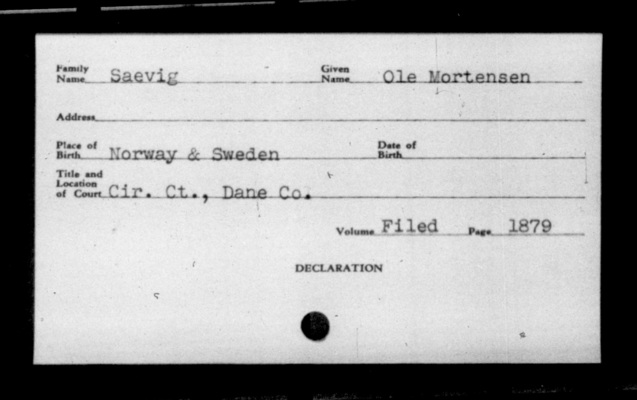 Family Name Saevig Given Name Ole Mortensen
Address
Place of Birth Norway & Sweden Date of Birth
Title and Location of Court Cir. Ct., Dane Co.
Volume Filed Page 1879
DECLARATION